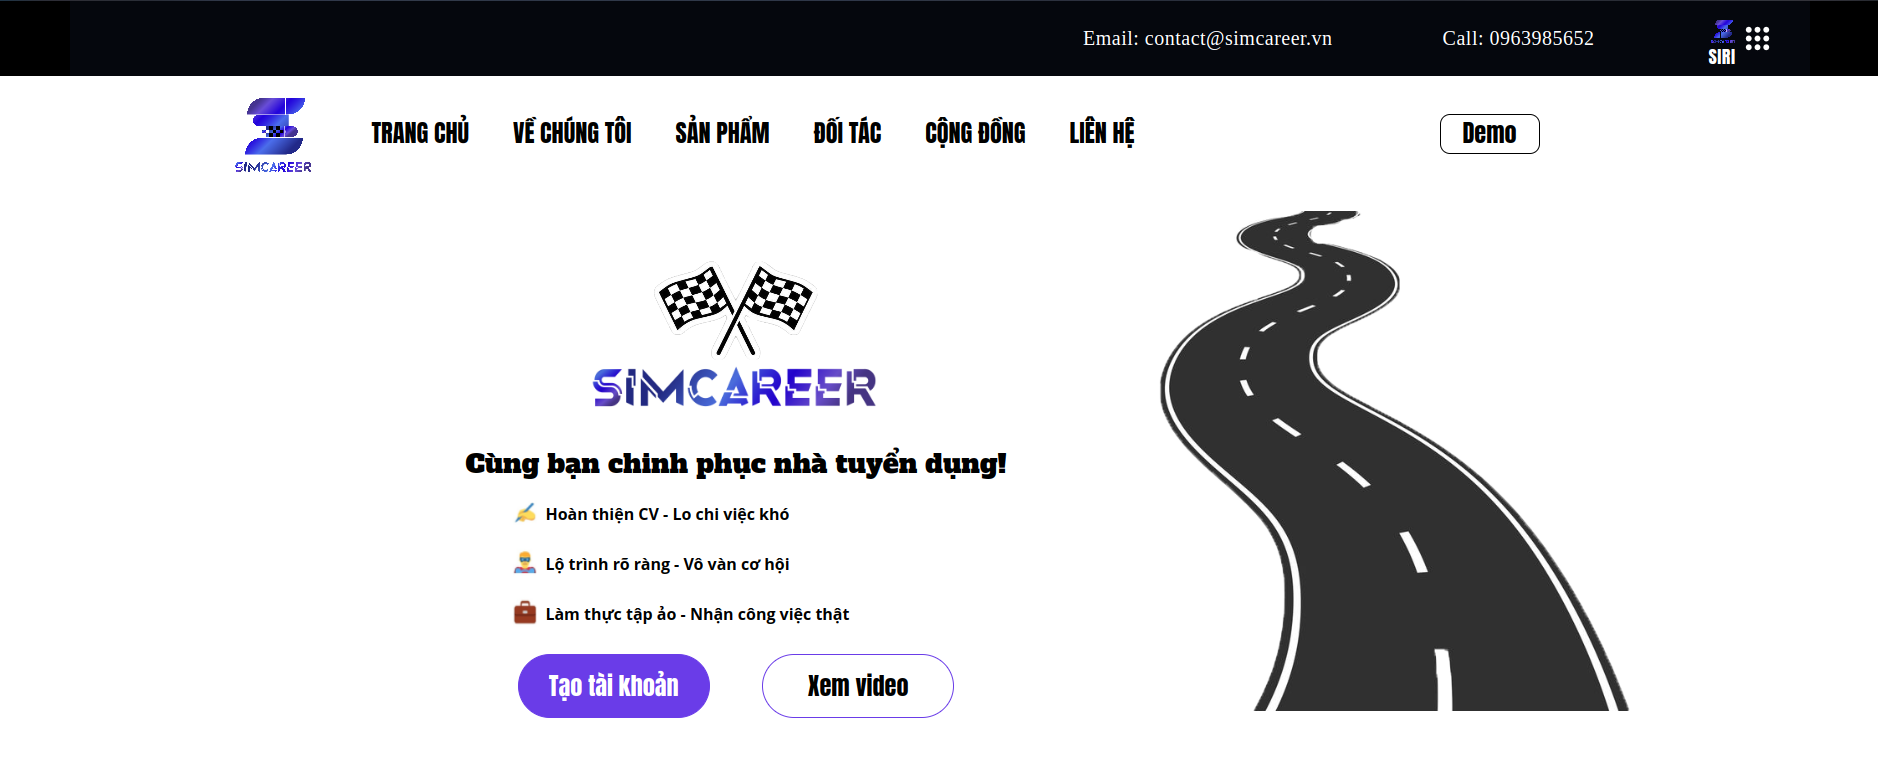 Email: contact@simcareer.vn
Call: 0963985652
SIRI
SIMCAREER
TRANG CHỦ
VỀ CHÚNG TÔI
SẢN PHẨM
ĐỐI TÁC
CỘNG ĐỒNG
LIÊN HỆ
Demo
SIMCAREER
Cùng bạn chinh phục nhà tuyển dụng!
Hoàn thiện CV - Lo chi việc khó
Lộ trình rõ ràng - Vô vàn cơ hội
Làm thực tập ảo - Nhận công việc thật
Tạo tài khoản
Xem video